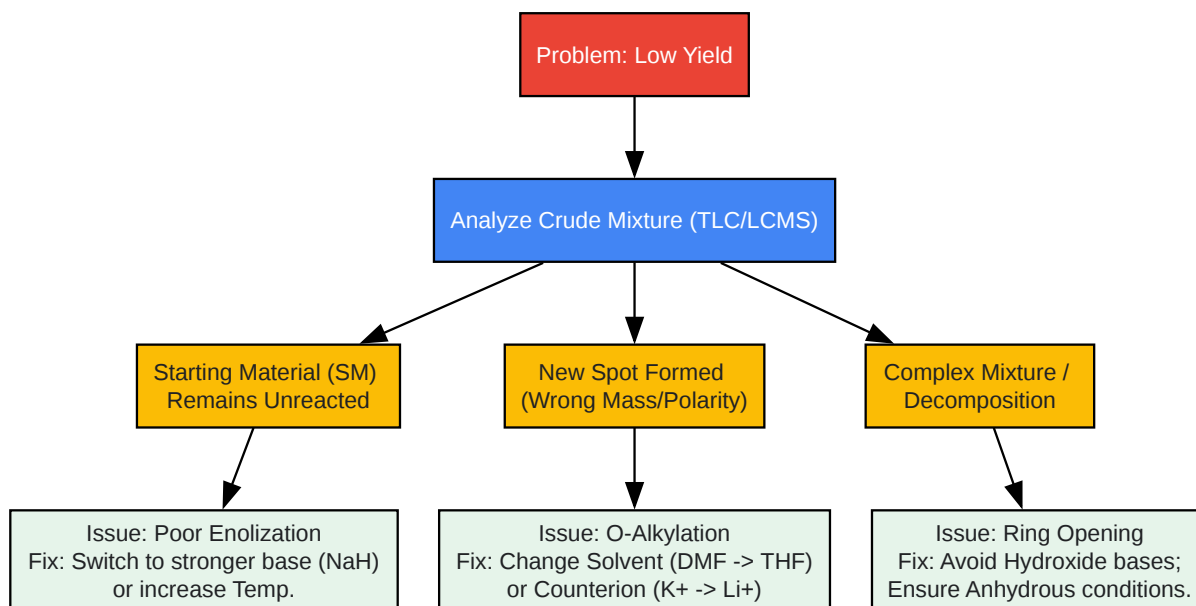 Problem: Low Yield
Analyze Crude Mixture (TLC/LCMS)
Starting Material (SM)
Remains Unreacted
New Spot Formed
(Wrong Mass/Polarity)
Complex Mixture /
Decomposition
Issue: Poor Enolization
Fix: Switch to stronger base (NaH)
or increase Temp.
Issue: O-Alkylation
Fix: Change Solvent (DMF -> THF)
or Counterion (K+ -> Li+)
Issue: Ring Opening
Fix: Avoid Hydroxide bases;
Ensure Anhydrous conditions.